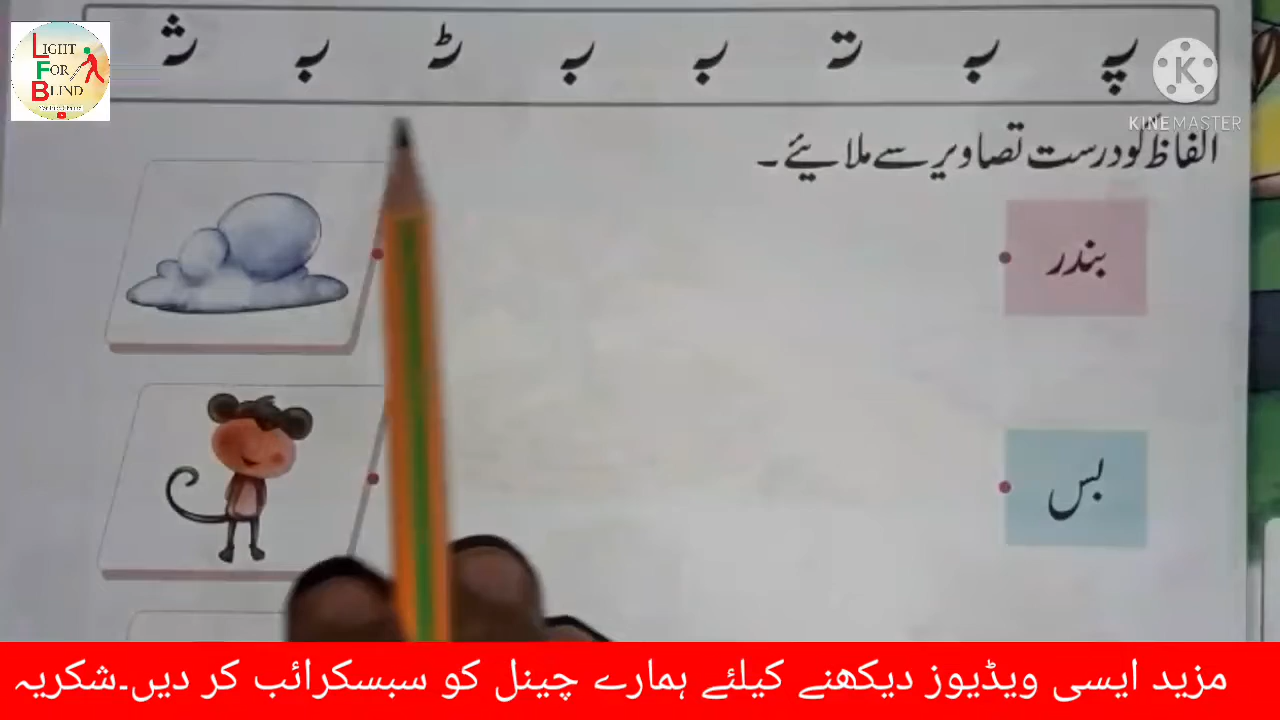 پ ب ت ب ب ٹ ب ث
LIGHT
FOR
BLIND
K
KINEMASTER
الفاظ کو درست تصاویر سے ملائیے۔
بندر
بس
مزید ایسی ویڈیوز دیکھنے کیلئے ہمارے چینل کو سبسکرائب کر دیں۔شکریہ